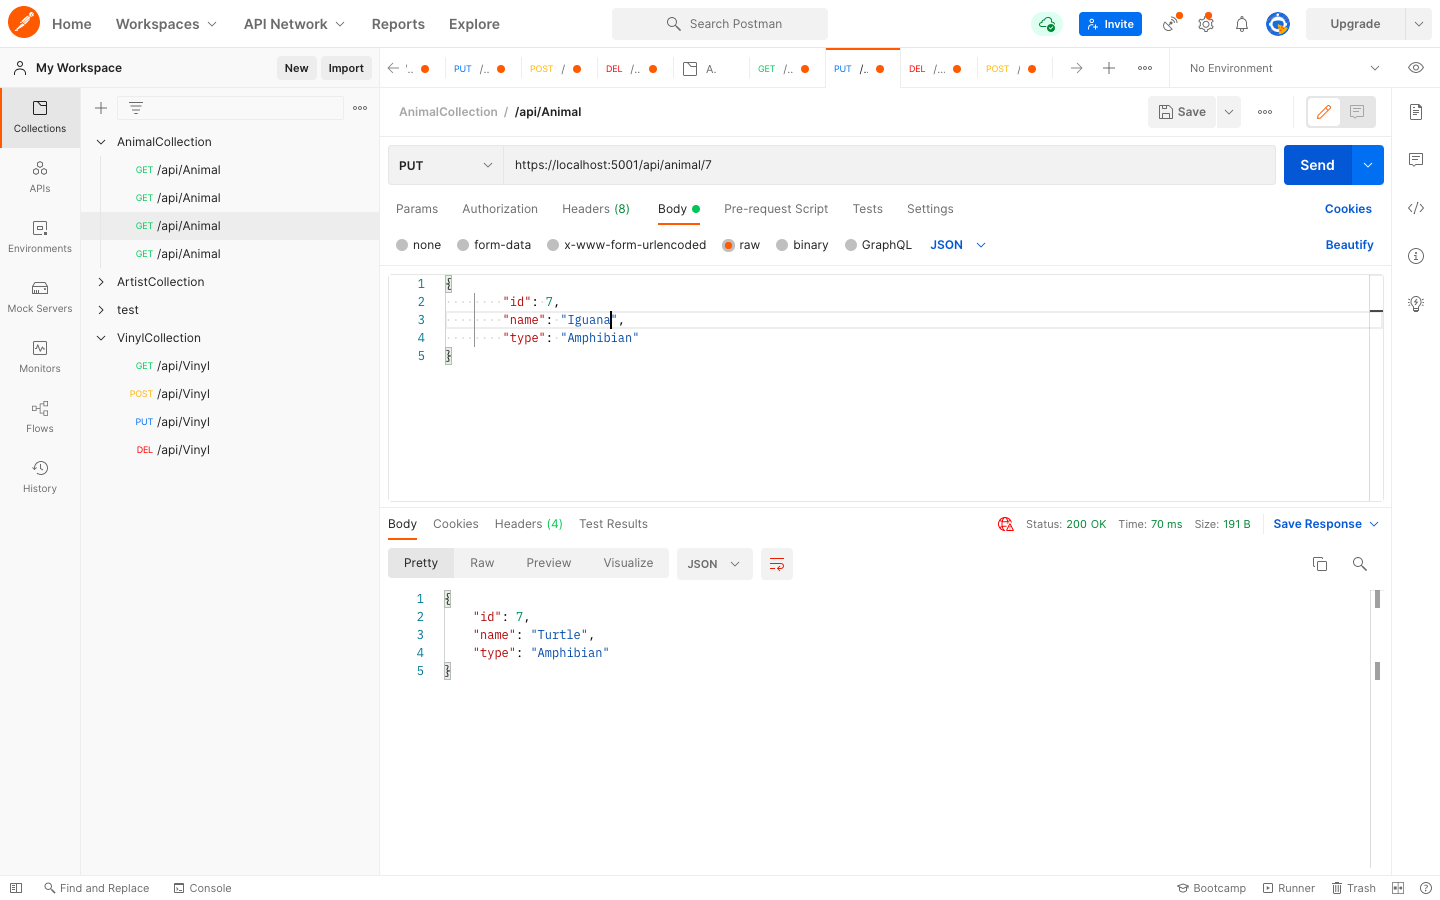 Home Workspaces API Network Reports Explore Search Postman Invite Upgrade
My Workspace New Import
'.. PUT /.. POST / DEL /.. A. GET /.. PUT /.. DEL /... POST / No Environment
Collections
APIs
Environments
Mock Servers
Monitors
Flows
History
AnimalCollection
GET /api/Animal
GET /api/Animal
GET /api/Animal
GET /api/Animal
ArtistCollection
test
VinylCollection
GET /api/Vinyl
POST /api/Vinyl
PUT /api/Vinyl
DEL /api/Vinyl
AnimalCollection / /api/Animal Save
PUT https://localhost:5001/api/animal/7 Send
Params Authorization Headers (8) Body Pre-request Script Tests Settings Cookies
none form-data x-www-form-urlencoded raw binary GraphQL JSON Beautify
1 {
2 "id": 7,
3 "name": "Iguana",
4 "type": "Amphibian"
5 }
Body Cookies Headers (4) Test Results Status: 200 OK Time: 70 ms Size: 191 B Save Response
Pretty Raw Preview Visualize JSON
1 {
2 "id": 7,
3 "name": "Turtle",
4 "type": "Amphibian"
5 }
Find and Replace Console Bootcamp Runner Trash